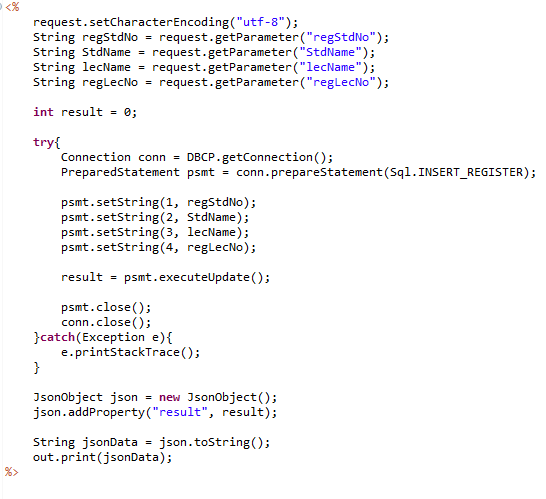 <%
request.setCharacterEncoding("utf-8");
String regStdNo = request.getParameter("regStdNo");
String StdName = request.getParameter("StdName");
String lecName = request.getParameter("lecName");
String regLecNo = request.getParameter("regLecNo");
int result = 0;
try{
Connection conn = DBCP.getConnection();
PreparedStatement psmt = conn.prepareStatement(Sql.INSERT_REGISTER);
psmt.setString(1, regStdNo);
psmt.setString(2, StdName);
psmt.setString(3, lecName);
psmt.setString(4, regLecNo);
result = psmt.executeUpdate();
psmt.close();
conn.close();
}catch(Exception e){
e.printStackTrace();
}
JsonObject json = new JsonObject();
json.addProperty("result", result);
String jsonData = json.toString();
out.print(jsonData);
%>